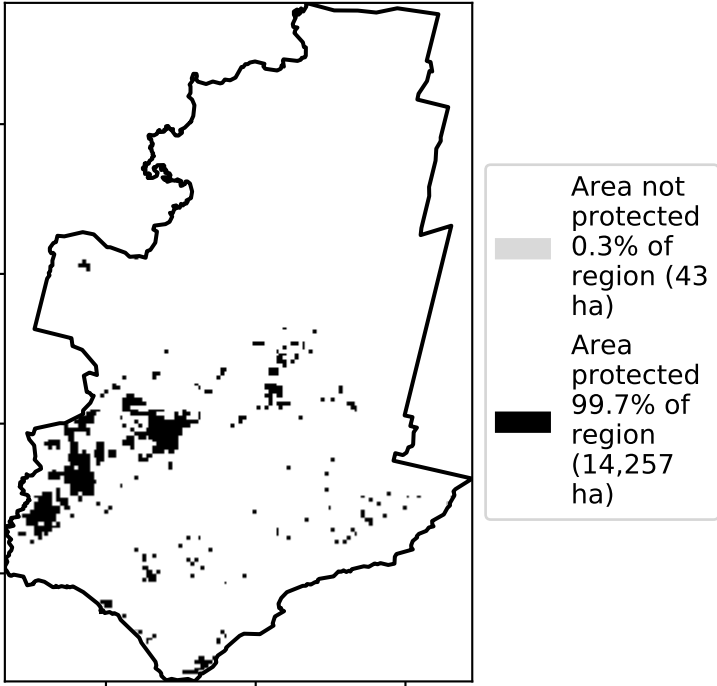 Area not
protected
0.3% of
region (43
ha)
Area
protected
99.7% of
region
(14,257
ha)